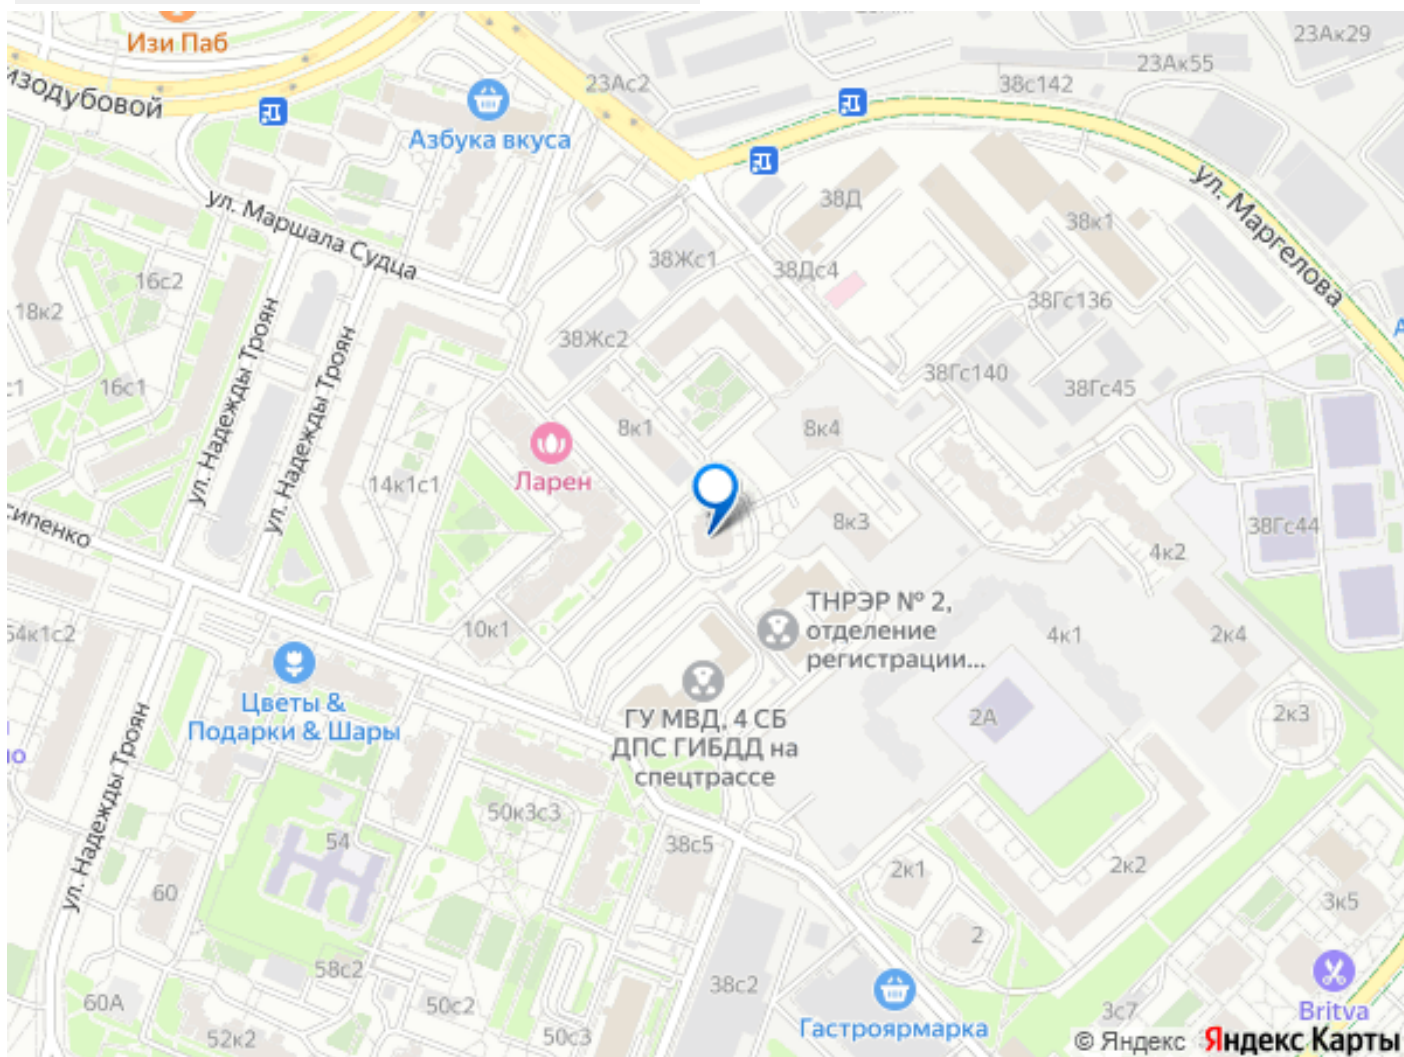 Изи Паб
изодубовой
Азбука вкуса
23Ас2
38с142
23Ак55
23Ак29
ул. Маргелова
ул. Маршала Судца
38Д
38к1
38Жс1
38Дс4
38Гс136
16с2
18к2
38Жс2
38Гс140
38Гс45
ул. Надежды Троян
ул. Надежды Троян
16с1
8к1
8к4
Ларен
14к1с1
8к3
38Гс44
4к2
сипенко
ТНРЭР № 2,
отделение
регистрации...
54к1с2
10к1
4к1
2к4
Цветы &
Подарки & Шары
ГУ МВД, 4 СБ
ДПС ГИБДД на
спецтрассе
2А
2к3
ул. Надежды Троян
50к3с3
54
38с5
2к1
2к2
60
3к5
2
58с2
38с2
60А
50с2
52к2
50с3
Гастроярмарка
3с7
Britva
© Яндекс Яндекс Карты